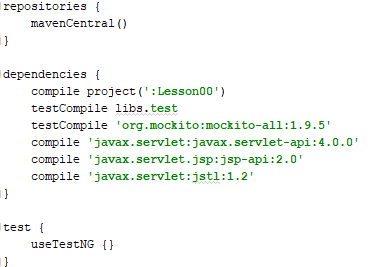 repositories {
    mavenCentral()
}
dependencies {
    compile project(':Lesson00')
    testCompile libs.test
    testCompile 'org.mockito:mockito-all:1.9.5'
    compile 'javax.servlet:javax.servlet-api:4.0.0'
    compile 'javax.servlet.jsp:jsp-api:2.0'
    compile 'javax.servlet:jstl:1.2'
}
test {
    useTestNG {}
}